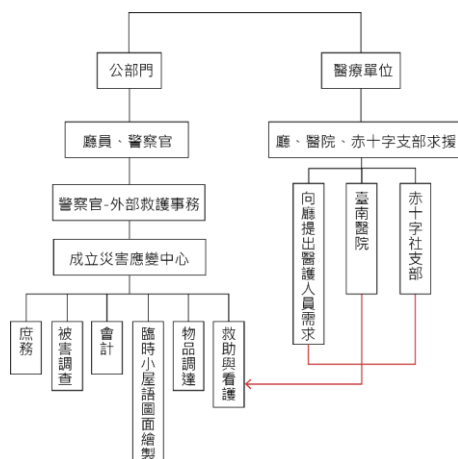 公部門
醫療單位
廳員、警察官
廳、醫院、赤十字支部求援
警察官-外部救護事務
成立災害應變中心
庶務
被害調查
會計
臨時小屋語圖面繪製
物品調達
救助與看護
向廳提出醫護人員需求
臺南醫院
赤十字社支部